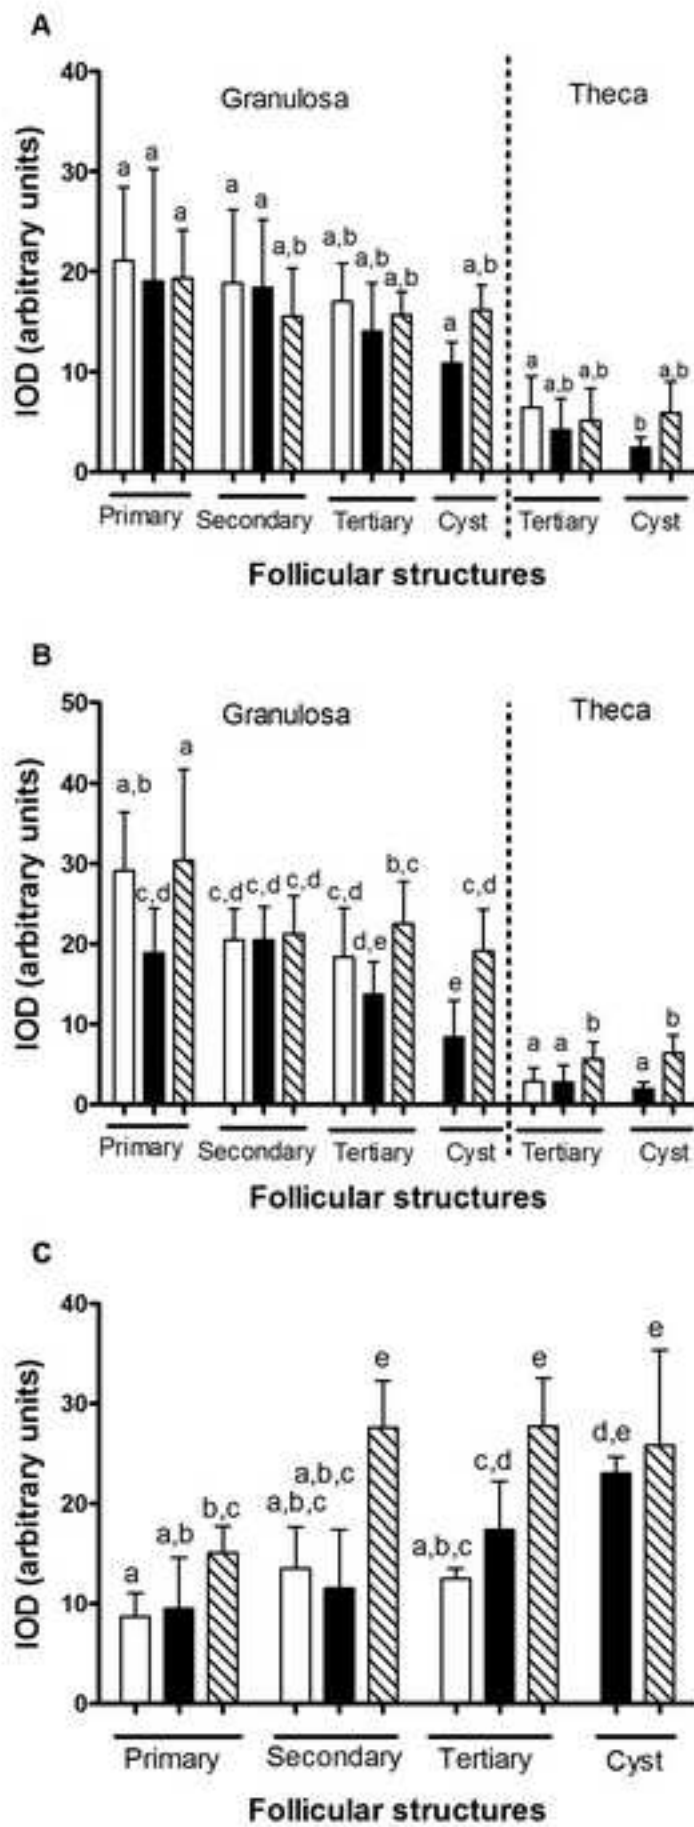 A
40
Granulosa
Theca
30
20
10
0
IOD (arbitrary units)
a
a
a
a
a
a,b
a,b
a,b
a,b
a
a,b
a
a,b
a,b
b
a,b
Primary
Secondary
Tertiary
Cyst
Tertiary
Cyst
Follicular structures
B
50
Granulosa
Theca
40
30
20
10
0
IOD (arbitrary units)
a,b
c,d
a
c,d
c,d
c,d
c,d
d,e
b,c
e
c,d
a
a
b
a
b
Primary
Secondary
Tertiary
Cyst
Tertiary
Cyst
Follicular structures
C
40
30
20
10
0
IOD (arbitrary units)
a
a,b
b,c
a,b,c
a,b,c
e
a,b,c
c,d
e
d,e
e
Primary
Secondary
Tertiary
Cyst
Follicular structures